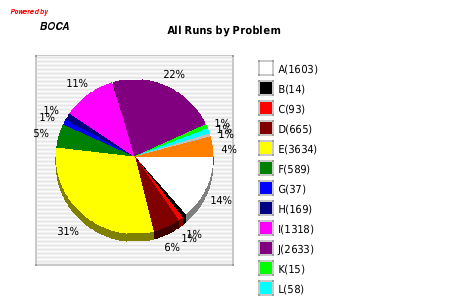 Powered by
BOCA
All Runs by Problem
22%
11%
1%
1%
5%
31%
6%
1%
1%
14%
4%
1%
1%
1%
A(1603)
B(14)
C(93)
D(665)
E(3634)
F(589)
G(37)
H(169)
I(1318)
J(2633)
K(15)
L(58)